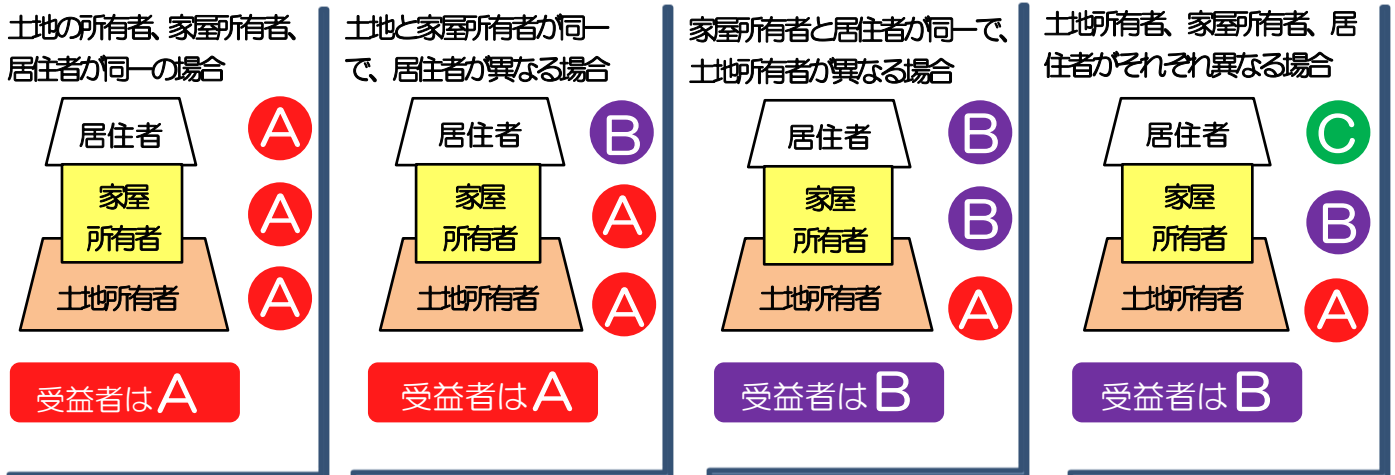 土地の所有者、家屋所有者、
居住者が同一の場合
居住者
A
家屋
所有者
A
土地所有者
A
受益者はA
土地と家屋所有者が同一
で、居住者が異なる場合
居住者
B
家屋
所有者
A
土地所有者
A
受益者はA
家屋所有者と居住者が同一で、
土地所有者が異なる場合
居住者
B
家屋
所有者
B
土地所有者
A
受益者はB
土地所有者、家屋所有者、居
住者がそれぞれ異なる場合
居住者
C
家屋
所有者
B
土地所有者
A
受益者はB